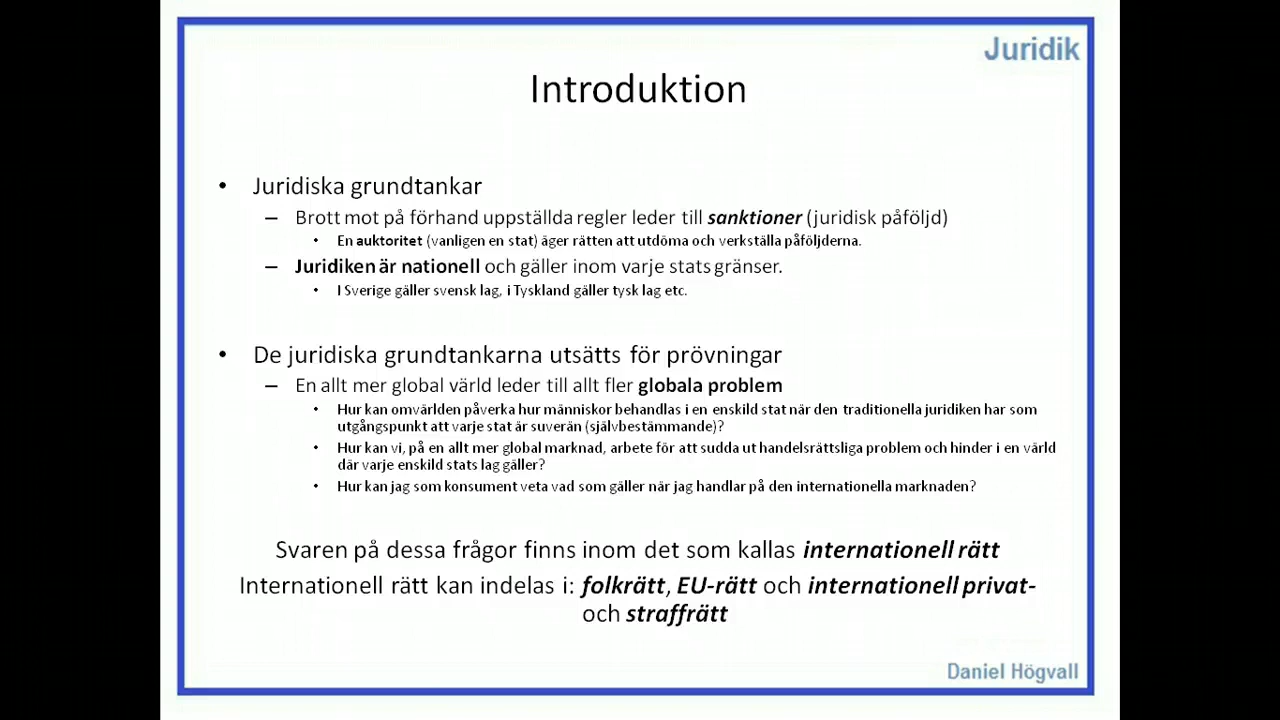 Juridik
Introduktion
• Juridiska grundtankar
– Brott mot på förhand uppställda regler leder till sanktioner (juridisk påföljd)
• En auktoritet (vanligen en stat) äger rätten att utdöma och verkställa påföljderna.
– Juridiken är nationell och gäller inom varje stats gränser.
• I Sverige gäller svensk lag, i Tyskland gäller tysk lag etc.
• De juridiska grundtankarna utsätts för prövningar
– En allt mer global värld leder till allt fler globala problem
• Hur kan omvärlden påverka hur människor behandlas i en enskild stat när den traditionella juridiken har som
utgångspunkt att varje stat är suverän (självbestämmande)?
• Hur kan vi, på en allt mer global marknad, arbete för att sudda ut handelsrättsliga problem och hinder i en värld
där varje enskild stats lag gäller?
• Hur kan jag som konsument veta vad som gäller när jag handlar på den internationella marknaden?
Svaren på dessa frågor finns inom det som kallas internationell rätt
Internationell rätt kan indelas i: folkrätt, EU-rätt och internationell privat-
och straffrätt
Daniel Högvall